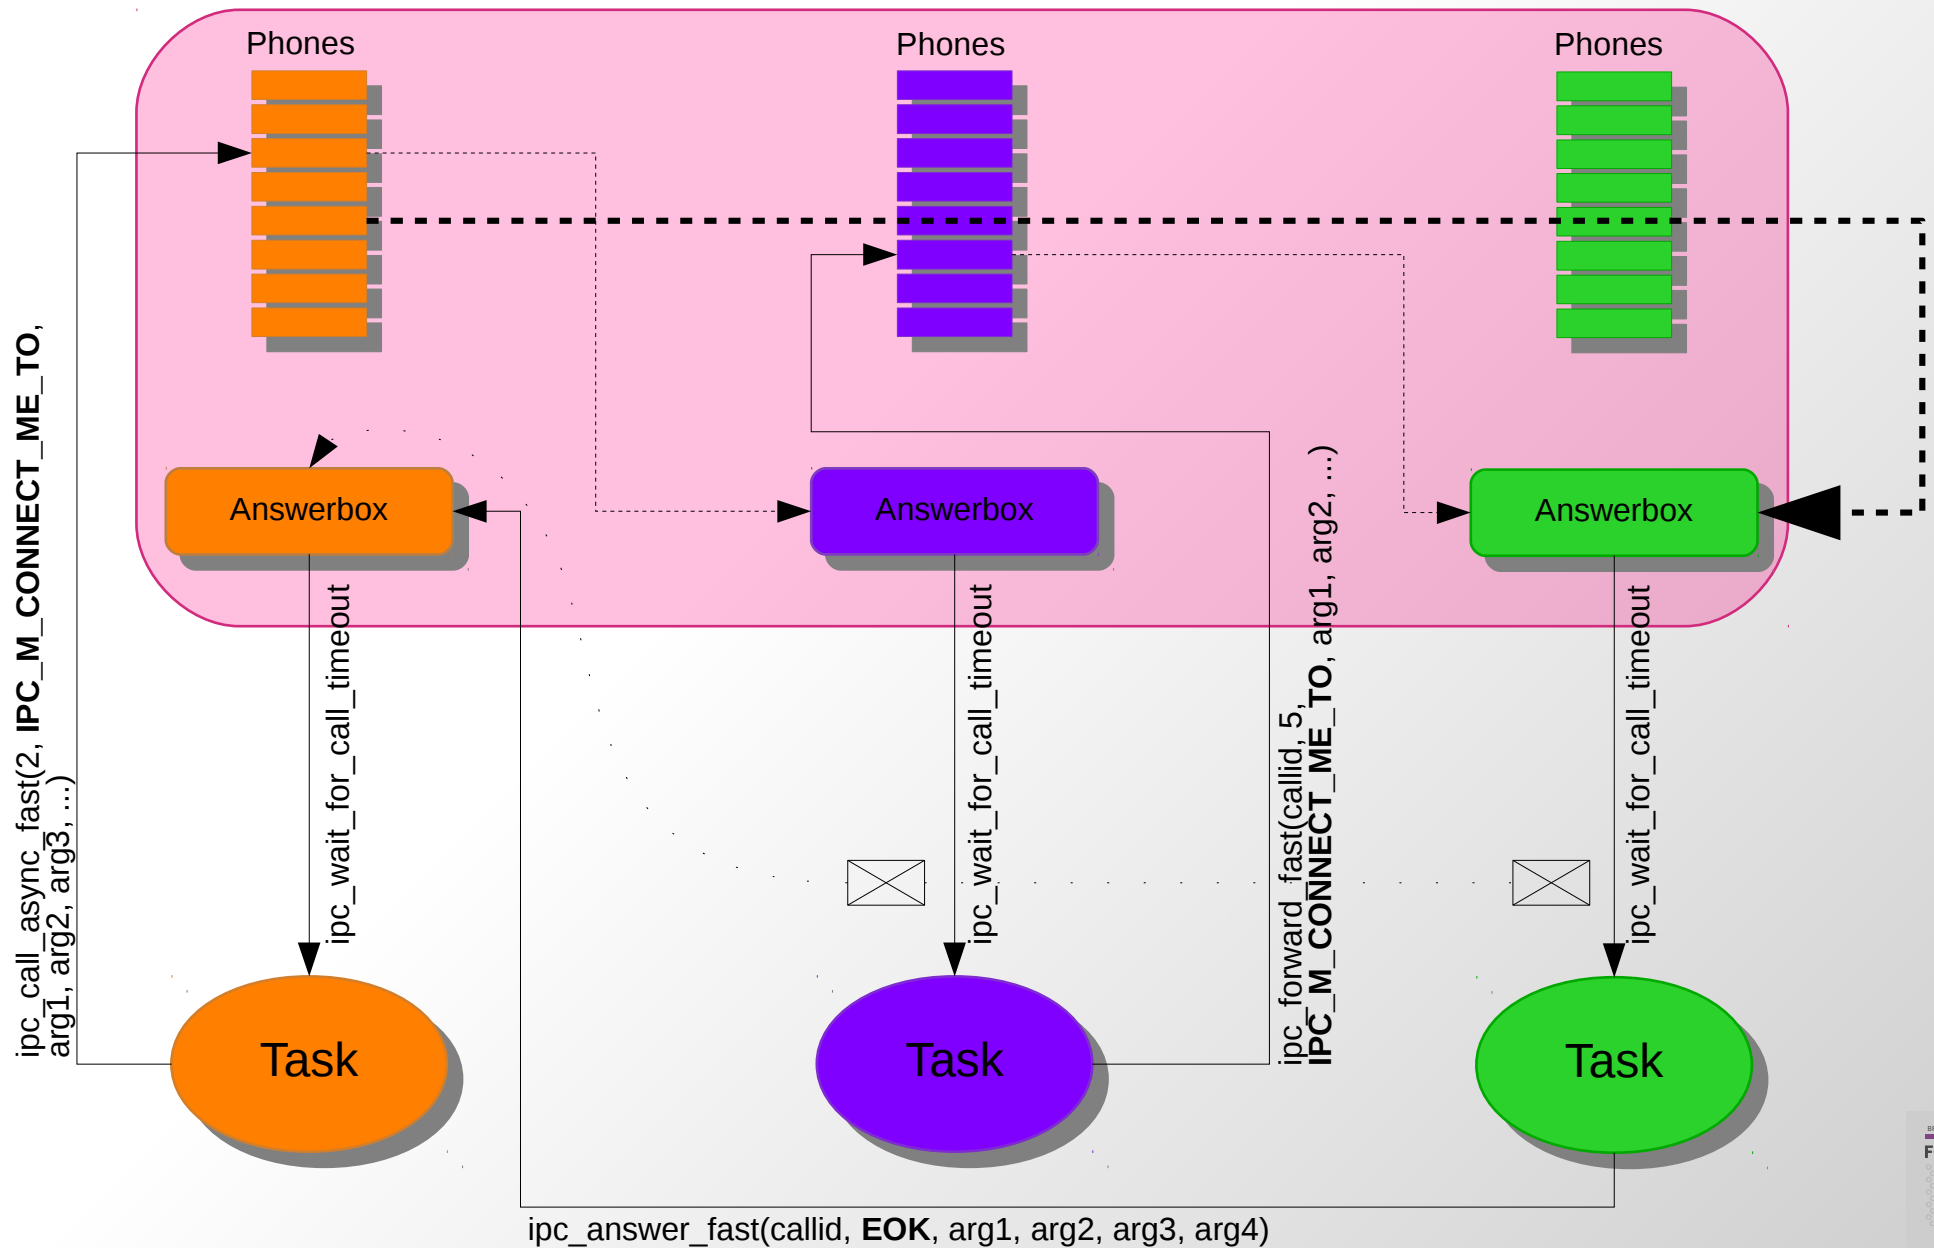 Phones
Phones
Phones
Answerbox
Answerbox
Answerbox
ipc_call_async_fast(2, IPC_M_CONNECT_ME_TO,
arg1, arg2, arg3, ...)
ipc_wait_for_call_timeout
ipc_wait_for_call_timeout
ipc_forward_fast(callid, 5,
IPC_M_CONNECT_ME_TO, arg1, arg2, ...)
ipc_wait_for_call_timeout
Task
Task
Task
ipc_answer_fast(callid, EOK, arg1, arg2, arg3, arg4)